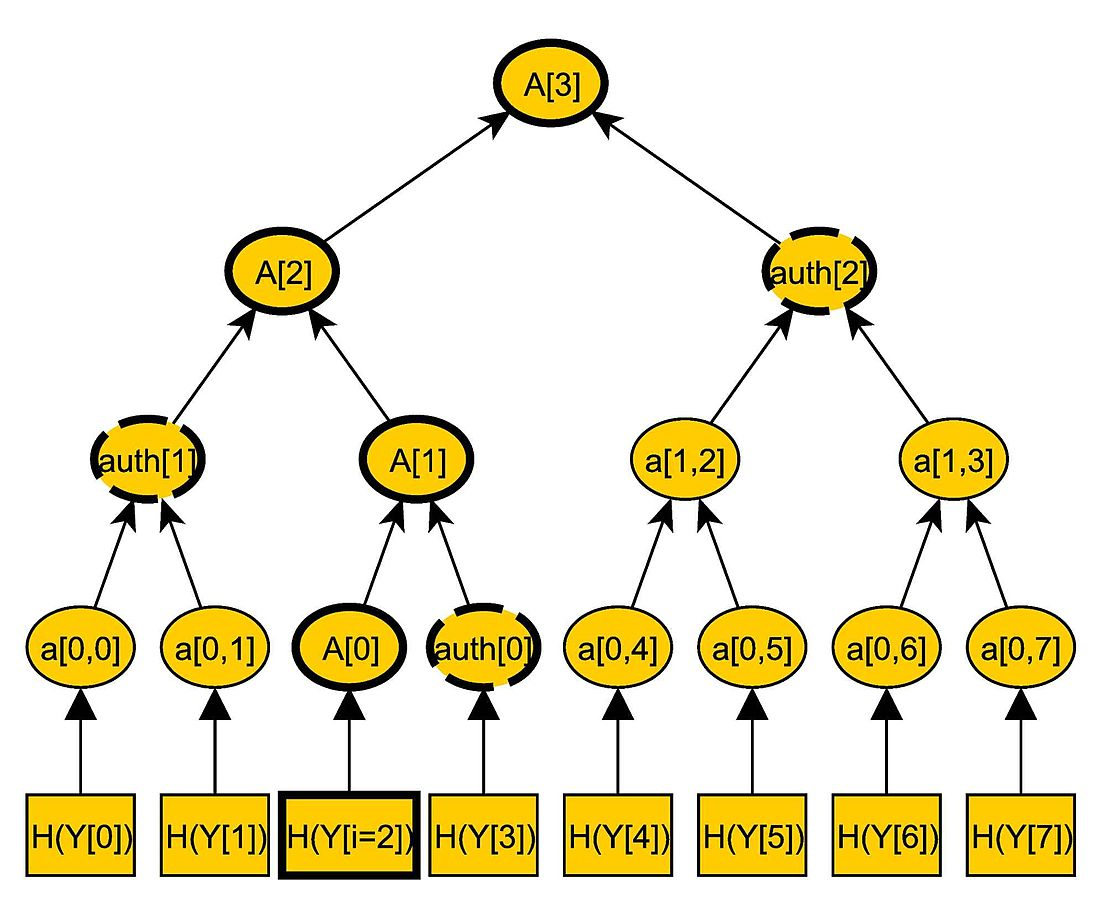 A[3]
A[2]
auth[2]
auth[1]
A[1]
a[1,2]
a[1,3]
a[0,0]
a[0,1]
A[0]
auth[0]
a[0,4]
a[0,5]
a[0,6]
a[0,7]
H(Y[0])
H(Y[1])
H(Y[i=2])
H(Y[3])
H(Y[4])
H(Y[5])
H(Y[6])
H(Y[7])